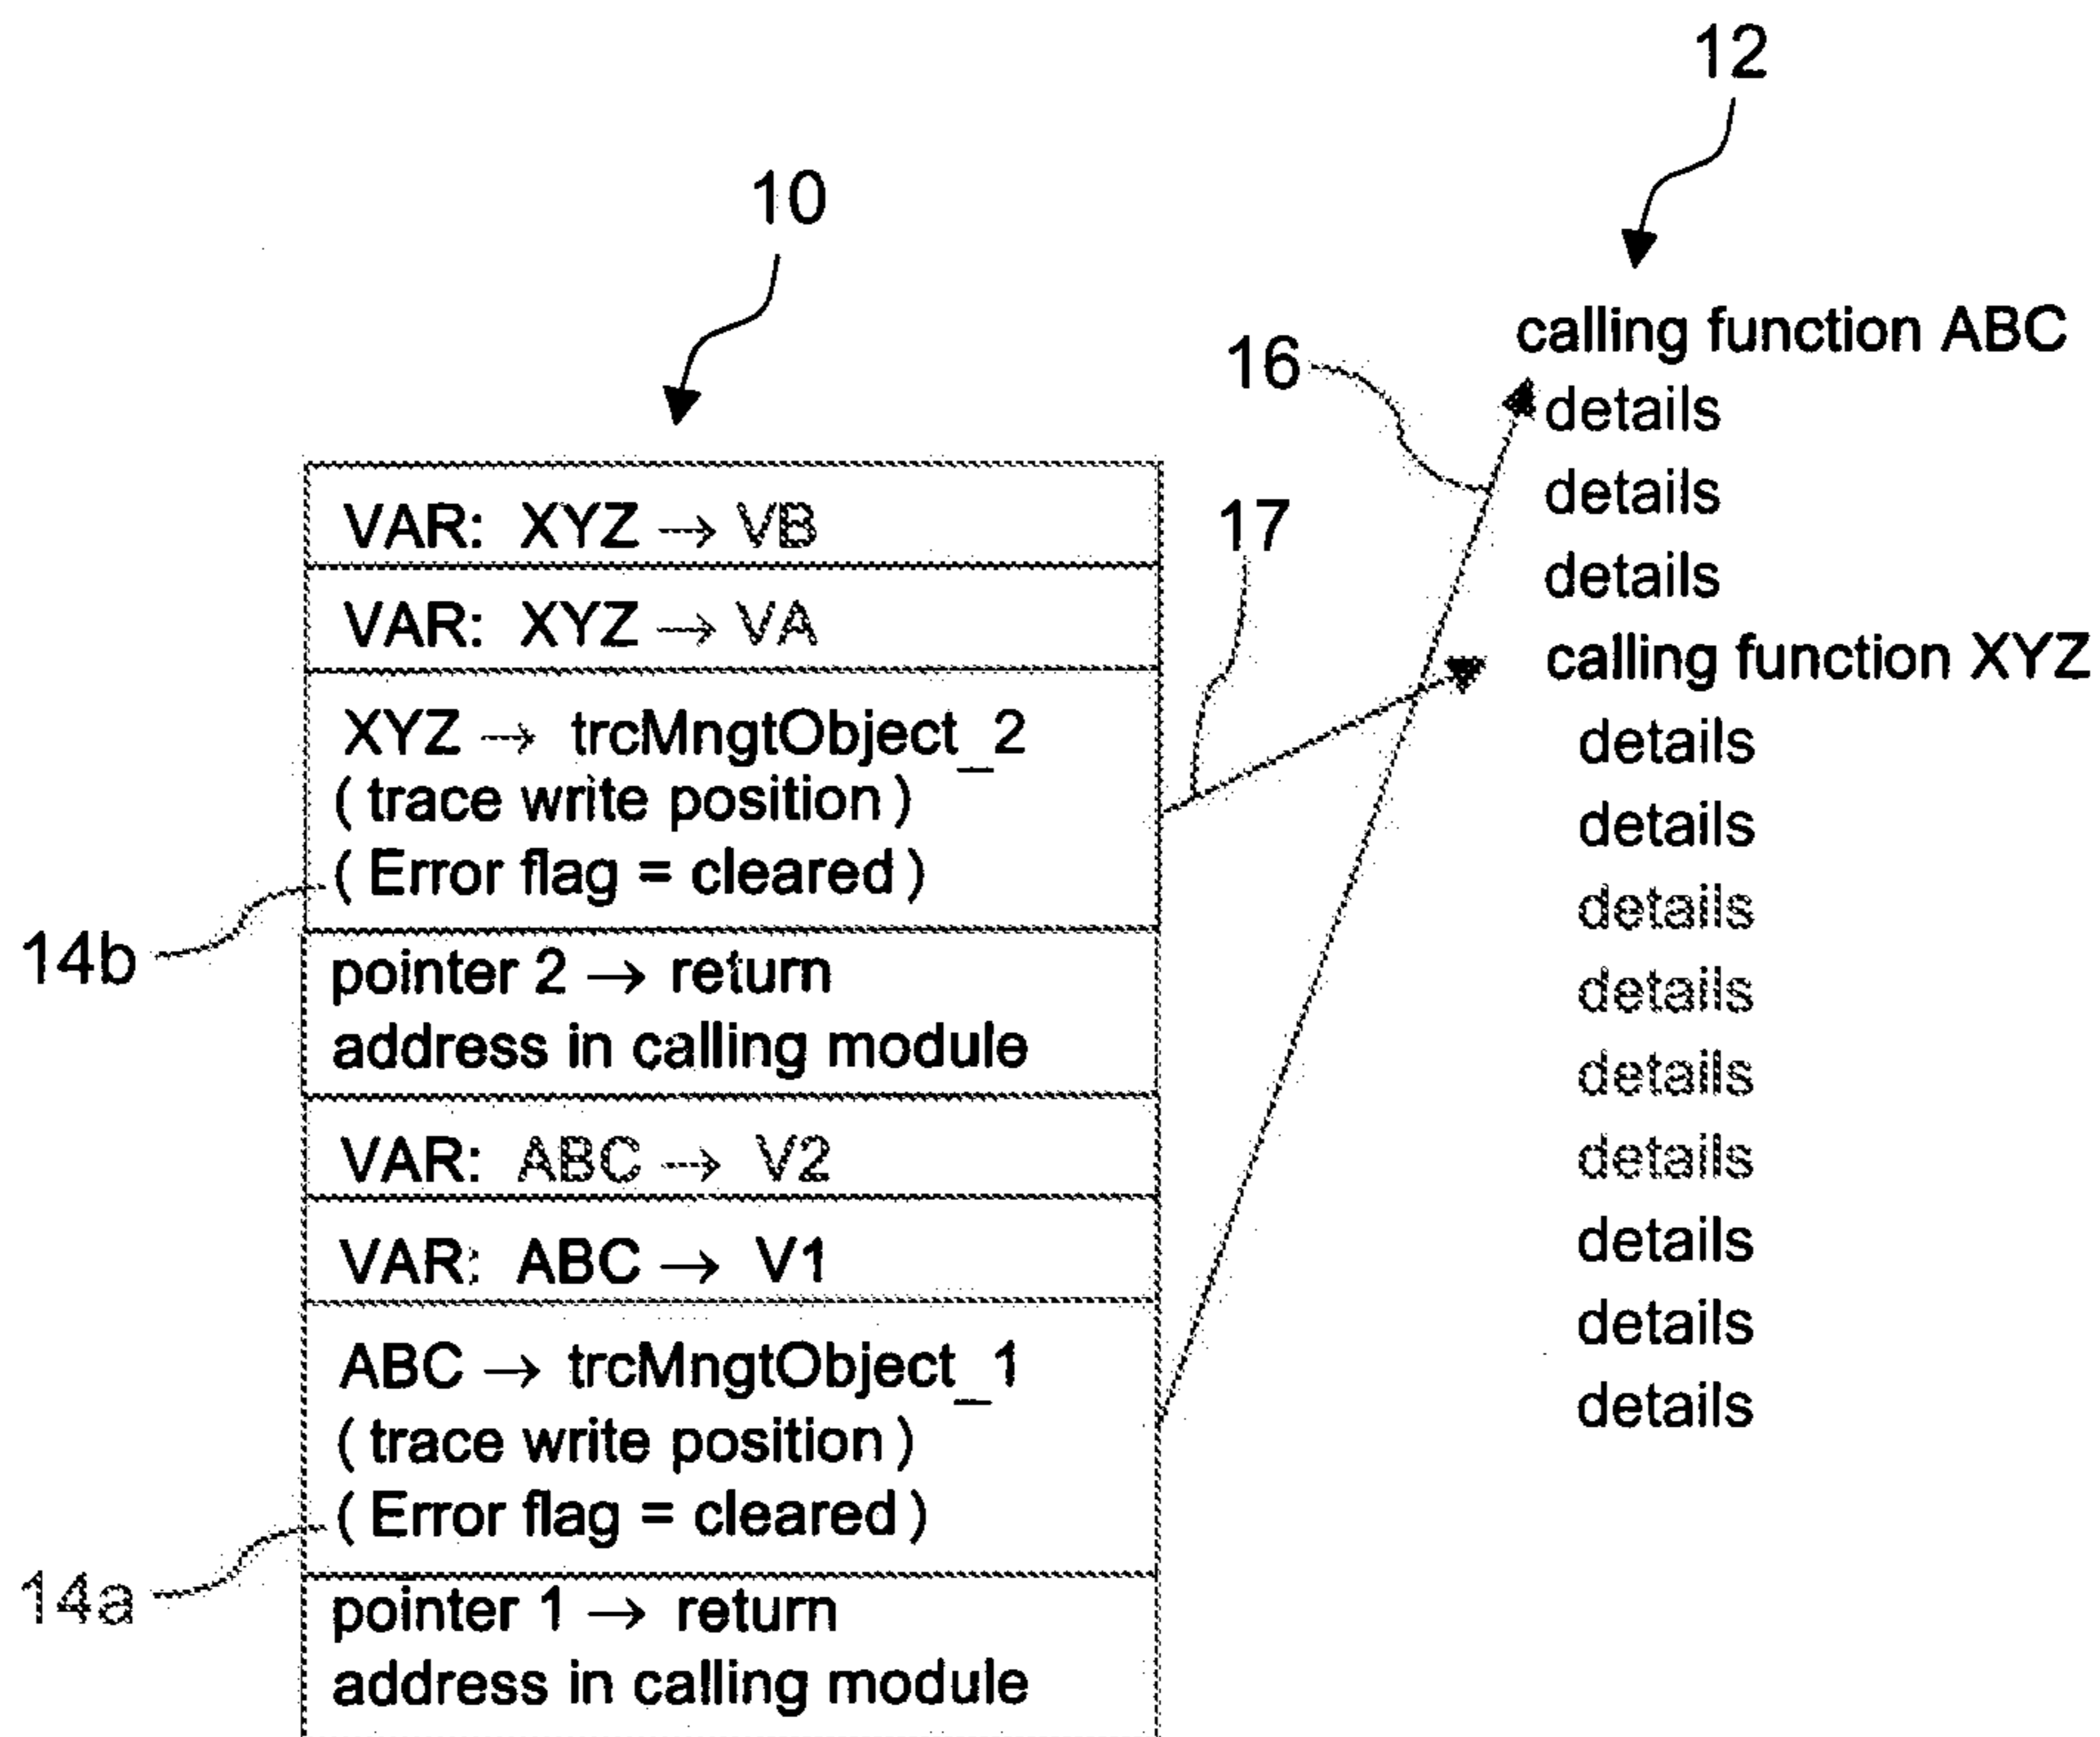 12
10
calling function ABC
16
details
details
17
VAR: XYZ → VB
details
VAR: XYZ → VA
calling function XYZ
XYZ → trcMngtObject_2
details
( trace write position )
details
( Error flag = cleared )
details
14b
pointer 2 → return
details
address in calling module
details
VAR: ABC → V2
details
VAR: ABC → V1
details
ABC → trcMngtObject_1
details
( trace write position )
details
( Error flag = cleared )
14a
pointer 1 → return
address in calling module